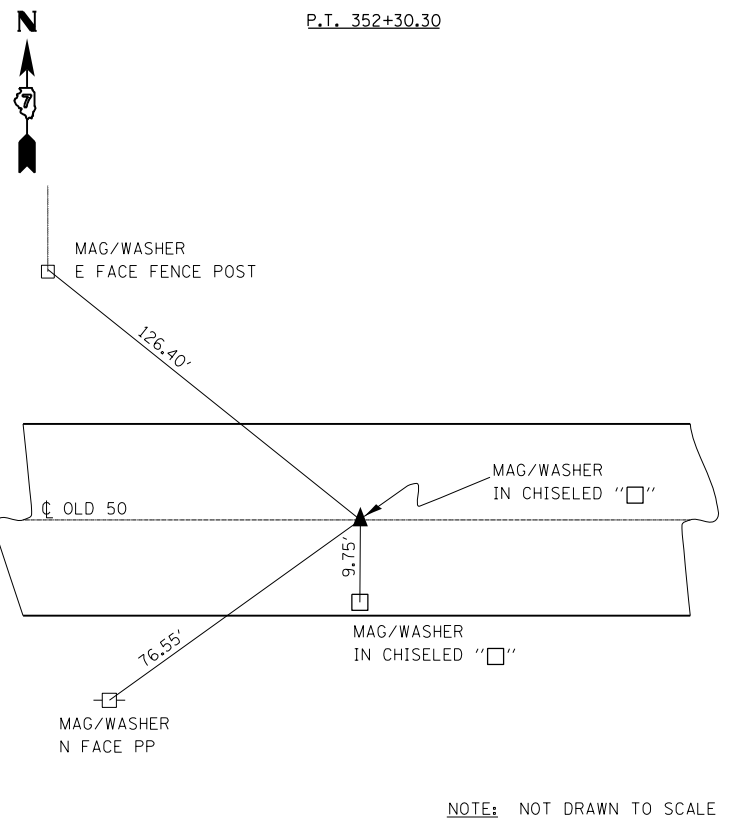 P.T. 352+30.30
N
7
MAG/WASHER
E FACE FENCE POST
126.40'
MAG/WASHER
IN CHISELED "□"
℄ OLD 50
9.75'
MAG/WASHER
IN CHISELED "□"
76.55'
MAG/WASHER
N FACE PP
NOTE: NOT DRAWN TO SCALE